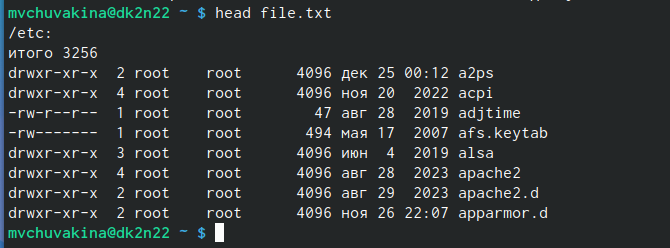 mvchuvakina@dk2n22 ~ $ head file.txt
/etc:
итого 3256
drwxr-xr-x  2 root    root      4096 дек 25 00:12 a2ps
drwxr-xr-x  4 root    root      4096 ноя 20  2022 acpi
-rw-r--r--  1 root    root        47 авг 28  2019 adjtime
-rw-------  1 root    root       494 мая 17  2007 afs.keytab
drwxr-xr-x  3 root    root      4096 июн  4  2019 alsa
drwxr-xr-x  4 root    root      4096 авг 28  2023 apache2
drwxr-xr-x  2 root    root      4096 авг 29  2023 apache2.d
drwxr-xr-x  2 root    root      4096 ноя 26 22:07 apparmor.d
mvchuvakina@dk2n22 ~ $